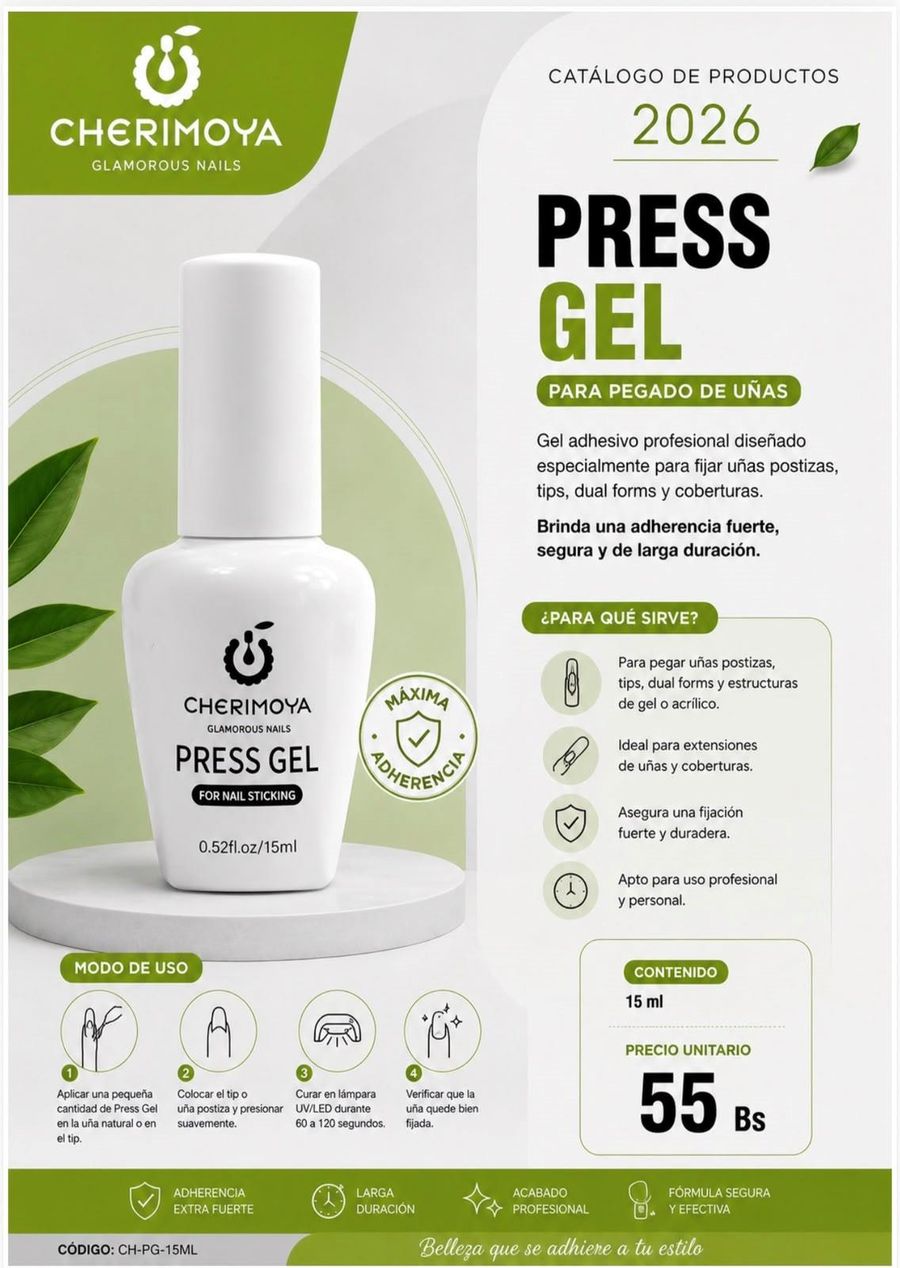 CHERIMOYA
GLAMOROUS NAILS
CATÁLOGO DE PRODUCTOS
2026
PRESS
GEL
PARA PEGADO DE UÑAS
Gel adhesivo profesional diseñado
especialmente para fijar uñas postizas,
tips, dual forms y coberturas.
Brinda una adherencia fuerte,
segura y de larga duración.
CHERIMOYA
GLAMOROUS NAILS
PRESS GEL
FOR NAIL STICKING
0.52fl.oz/15ml
MÁXIMA
ADHERENCIA
¿PARA QUÉ SIRVE?
Para pegar uñas postizas,
tips, dual forms y estructuras
de gel o acrílico.
Ideal para extensiones
de uñas y coberturas.
Asegura una fijación
fuerte y duradera.
Apto para uso profesional
y personal.
MODO DE USO
1
Aplicar una pequeña
cantidad de Press Gel
en la uña natural o en
el tip.
2
Colocar el tip o
uña postiza y presionar
suavemente.
3
Curar en lámpara
UV/LED durante
60 a 120 segundos.
4
Verificar que la
uña quede bien
fijada.
CONTENIDO
15 ml
PRECIO UNITARIO
55 Bs
ADHERENCIA
EXTRA FUERTE
LARGA
DURACIÓN
ACABADO
PROFESIONAL
FÓRMULA SEGURA
Y EFECTIVA
CÓDIGO: CH-PG-15ML
Belleza que se adhiere a tu estilo